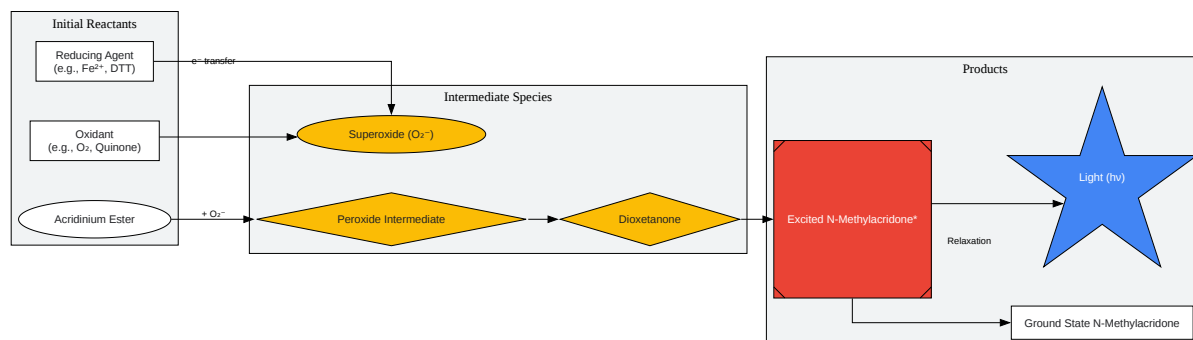 Initial Reactants
Reducing Agent
(e.g., Fe²⁺, DTT)
e⁻ transfer
Oxidant
(e.g., O₂, Quinone)
Acridinium Ester
+ O₂⁻
Intermediate Species
Superoxide (O₂⁻)
Peroxide Intermediate
Dioxetanone
Products
Excited N-Methylacridone*
Light (hν)
Relaxation
Ground State N-Methylacridone